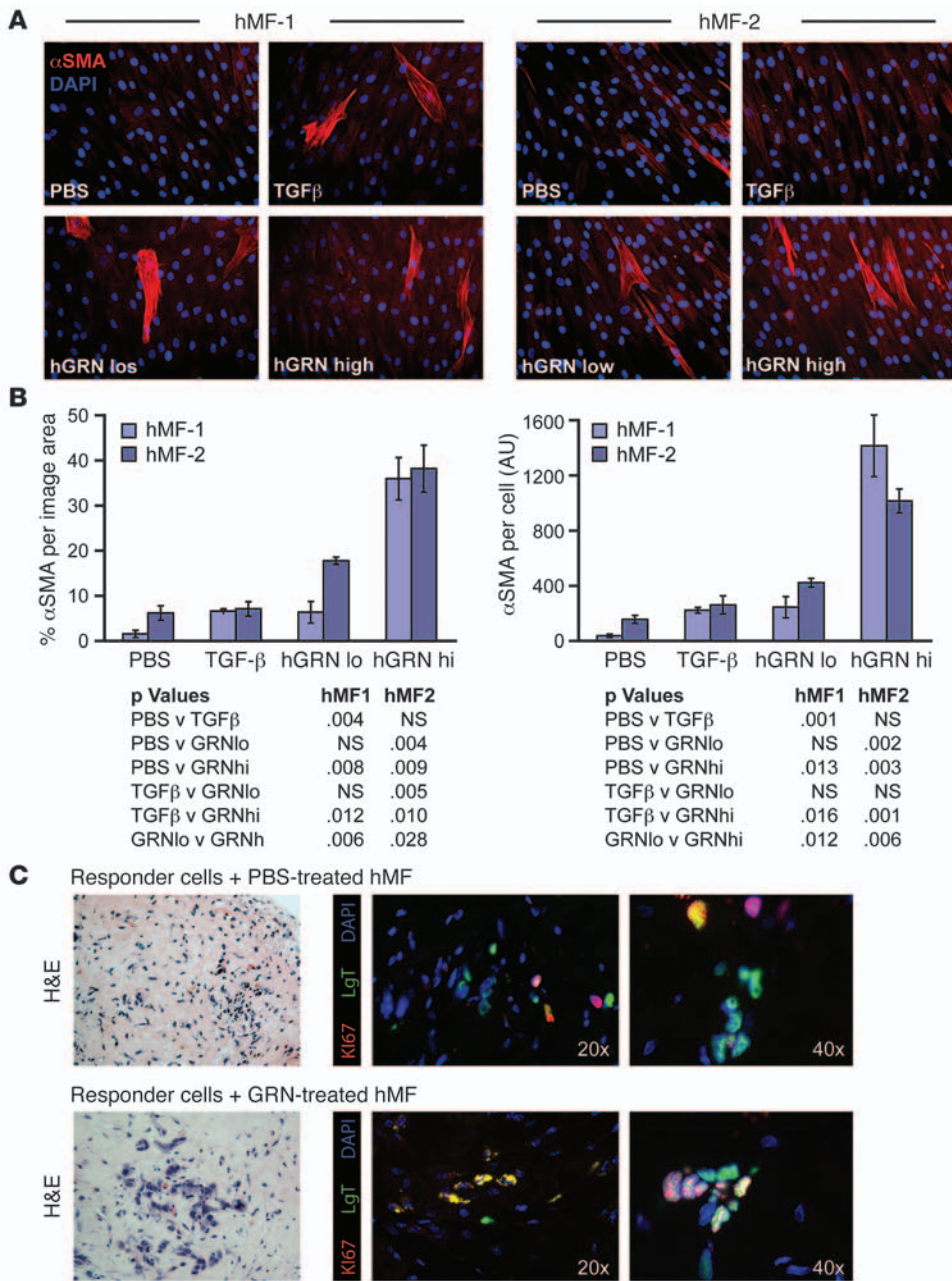 A
hMF-1
hMF-2
αSMA
DAPI
PBS
TGFβ
PBS
TGFβ
hGRN los
hGRN high
hGRN low
hGRN high
B
50
40
30
20
10
0
% αSMA per image area
hMF-1
hMF-2
PBS
TGF-β
hGRN lo
hGRN hi
1600
1200
800
400
0
αSMA per cell (AU)
hMF-1
hMF-2
PBS
TGF-β
hGRN lo
hGRN hi
p Values hMF1 hMF2
PBS v TGFβ .004 NS
PBS v GRNlo NS .004
PBS v GRNhi .008 .009
TGFβ v GRNlo NS .005
TGFβ v GRNhi .012 .010
GRNlo v GRNh .006 .028
p Values hMF1 hMF2
PBS v TGFβ .001 NS
PBS v GRNlo NS .002
PBS v GRNhi .013 .003
TGFβ v GRNlo NS NS
TGFβ v GRNhi .016 .001
GRNlo v GRNhi .012 .006
C
Responder cells + PBS-treated hMF
H&E
KI67 LgT DAPI
20x
40x
Responder cells + GRN-treated hMF
H&E
KI67 LgT DAPI
20x
40x